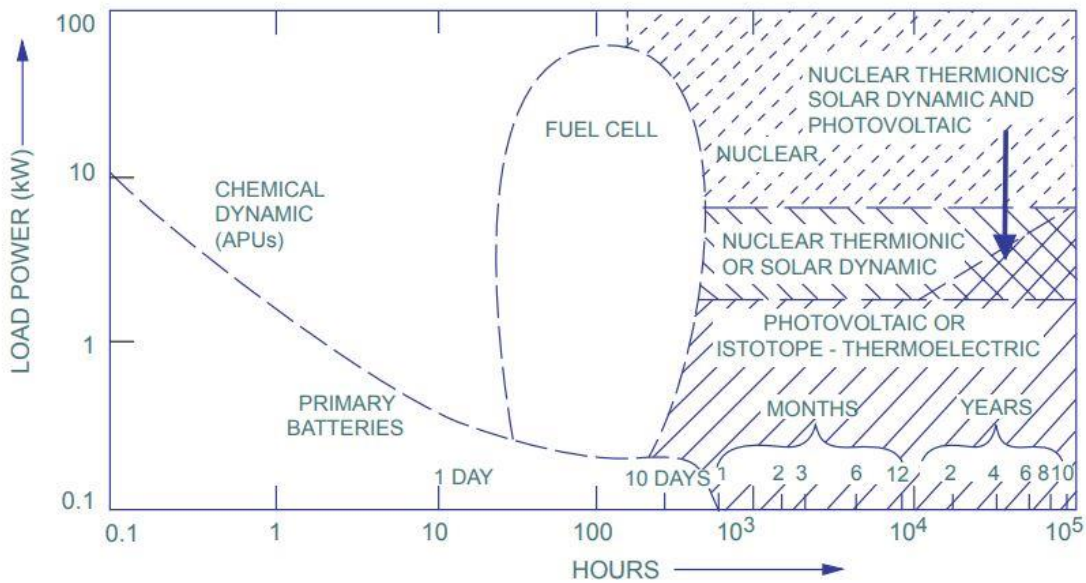 LOAD POWER (kW)
100
10
1
0.1
CHEMICAL
DYNAMIC
(APUs)
PRIMARY
BATTERIES
FUEL CELL
NUCLEAR THERMIONICS
SOLAR DYNAMIC AND
PHOTOVOLTAIC
NUCLEAR
NUCLEAR THERMIONIC
OR SOLAR DYNAMIC
PHOTOVOLTAIC OR
ISTOTOPE - THERMOELECTRIC
MONTHS
YEARS
1 DAY
10 DAYS
1 2 3 6 12
2 4 6 8 10
0.1 1 10 100 10³ 10⁴ 10⁵
HOURS